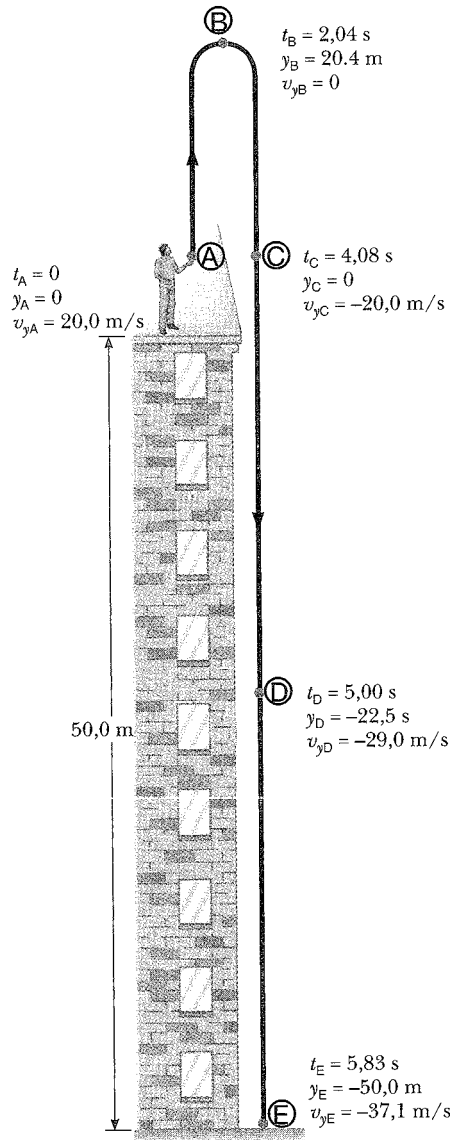 B
t_B = 2,04 s
y_B = 20.4 m
v_yB = 0
A
t_A = 0
y_A = 0
v_yA = 20,0 m/s
C
t_C = 4,08 s
y_C = 0
v_yC = –20,0 m/s
D
t_D = 5,00 s
y_D = –22,5 s
v_yD = –29,0 m/s
50,0 m
t_E = 5,83 s
y_E = –50,0 m
v_yE = –37,1 m/s
E